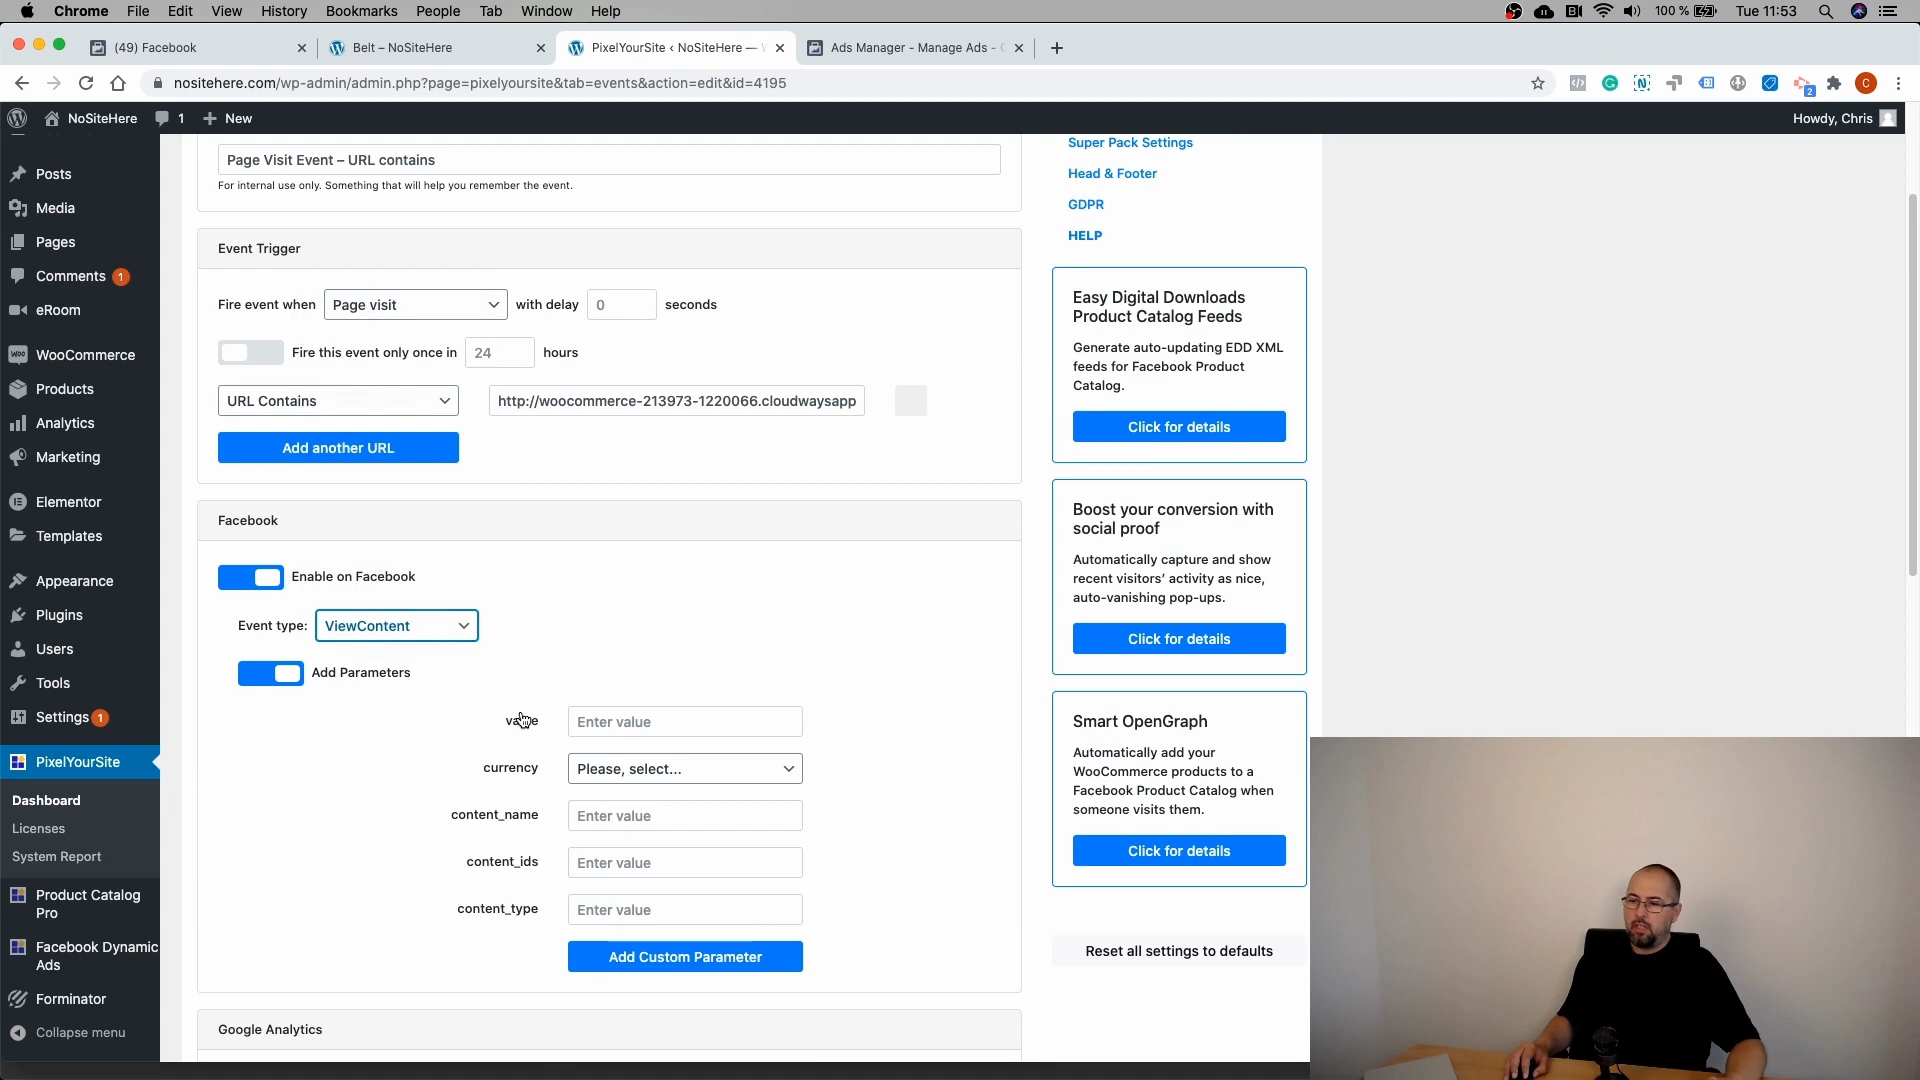 Chrome File Edit View History Bookmarks People Tab Window Help
100 % Tue 11:53
(49) Facebook
Belt – NoSiteHere
PixelYourSite ‹ NoSiteHere —
Ads Manager - Manage Ads -
nositehere.com/wp-admin/admin.php?page=pixelyoursite&tab=events&action=edit&id=4195
2
C
NoSiteHere 1 New
Howdy, Chris
Posts
Media
Pages
Comments 1
eRoom
WooCommerce
Products
Analytics
Marketing
Elementor
Templates
Appearance
Plugins
Users
Tools
Settings 1
PixelYourSite
Dashboard
Licenses
System Report
Product Catalog
Pro
Facebook Dynamic
Ads
Forminator
Collapse menu
Page Visit Event – URL contains
For internal use only. Something that will help you remember the event.
Event Trigger
Fire event when Page visit with delay 0 seconds
Fire this event only once in 24 hours
URL Contains http://woocommerce-213973-1220066.cloudwaysapp
Add another URL
Facebook
Enable on Facebook
Event type: ViewContent
Add Parameters
value Enter value
currency Please, select...
content_name Enter value
content_ids Enter value
content_type Enter value
Add Custom Parameter
Google Analytics
Super Pack Settings
Head & Footer
GDPR
HELP
Easy Digital Downloads
Product Catalog Feeds
Generate auto-updating EDD XML
feeds for Facebook Product
Catalog.
Click for details
Boost your conversion with
social proof
Automatically capture and show
recent visitors’ activity as nice,
auto-vanishing pop-ups.
Click for details
Smart OpenGraph
Automatically add your
WooCommerce products to a
Facebook Product Catalog when
someone visits them.
Click for details
Reset all settings to defaults